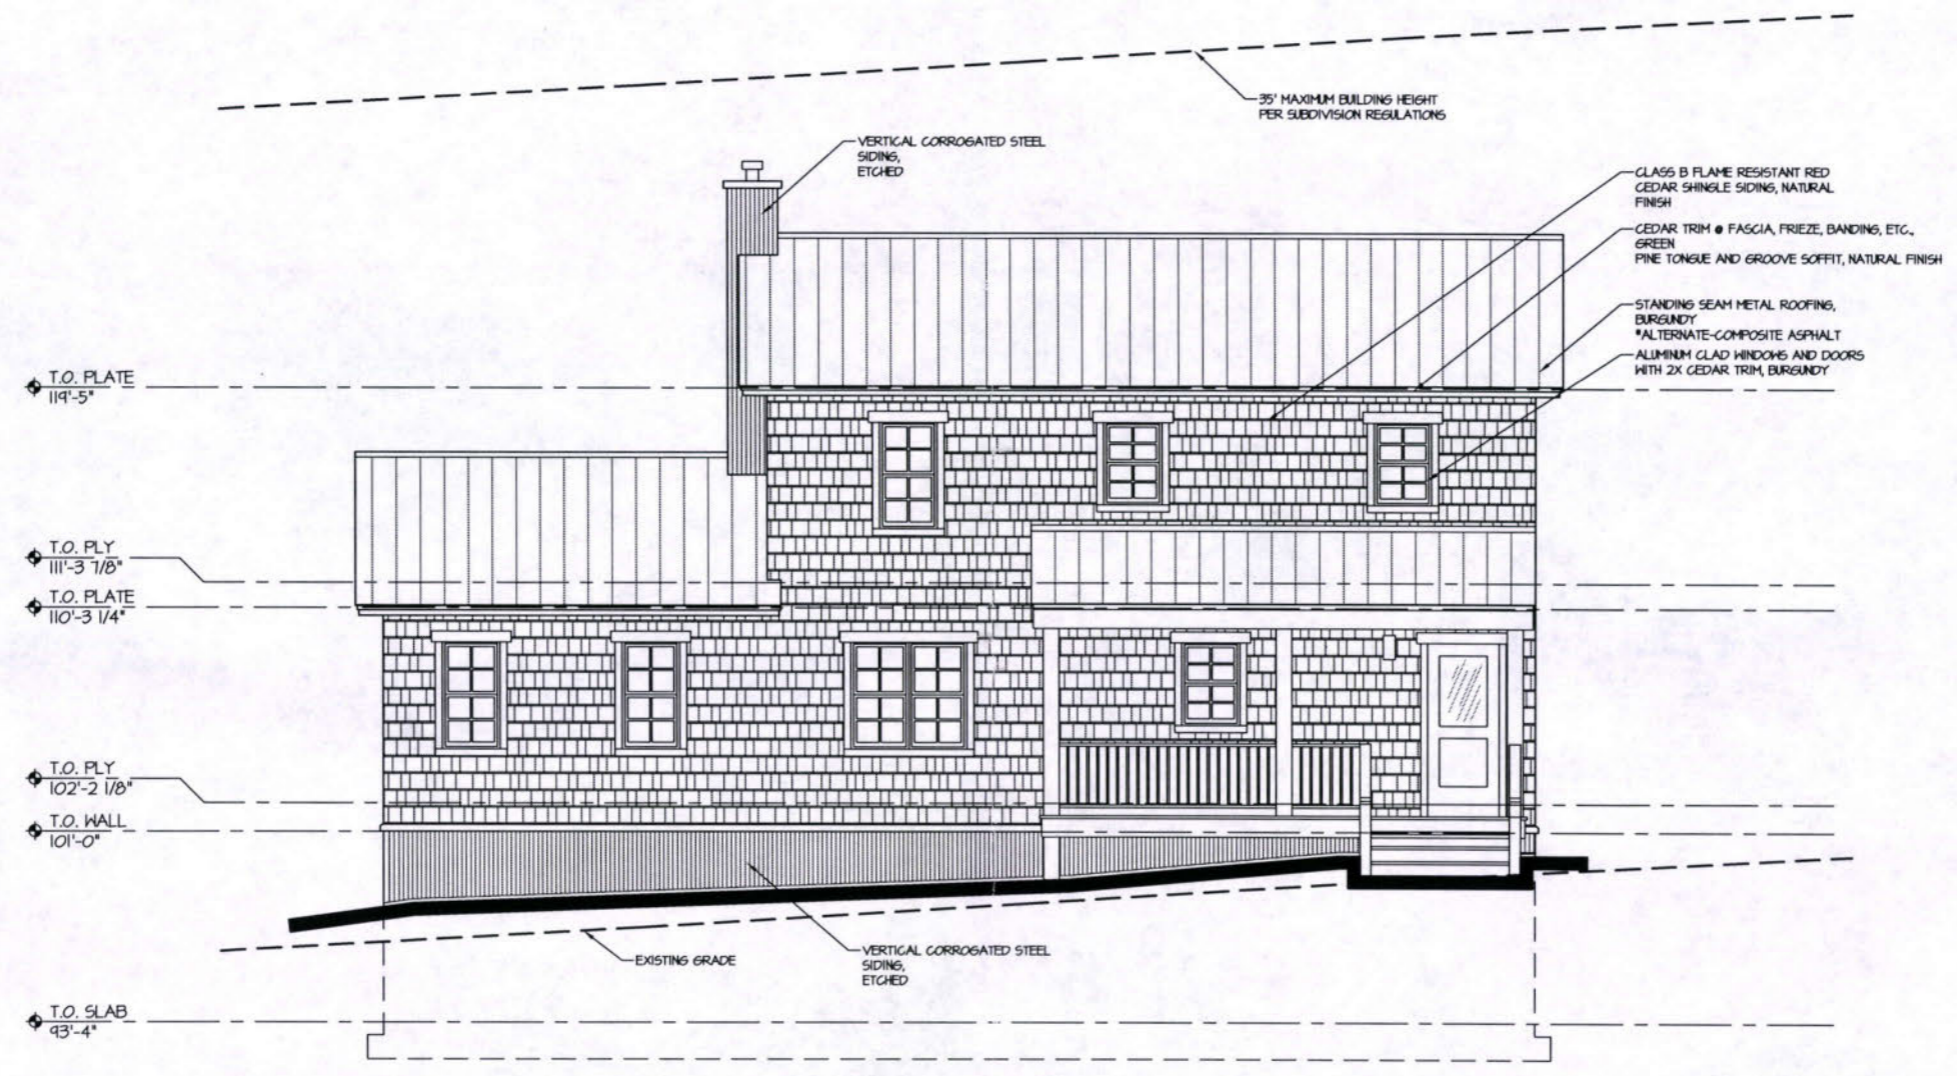 35' MAXIMUM BUILDING HEIGHT
PER SUBDIVISION REGULATIONS
VERTICAL CORROGATED STEEL
SIDING,
ETCHED
CLASS B FLAME RESISTANT RED
CEDAR SHINGLE SIDING, NATURAL
FINISH
CEDAR TRIM @ FASCIA, FRIEZE, BANDING, ETC.,
GREEN
PINE TONGUE AND GROOVE SOFFIT, NATURAL FINISH
STANDING SEAM METAL ROOFING,
BURGUNDY
*ALTERNATE-COMPOSITE ASPHALT
ALUMINUM CLAD WINDOWS AND DOORS
WITH 2X CEDAR TRIM, BURGUNDY
T.O. PLATE
119'-5"
T.O. PLY
111'-3 7/8"
T.O. PLATE
110'-3 1/4"
T.O. PLY
102'-2 1/8"
T.O. WALL
101'-0"
EXISTING GRADE
VERTICAL CORROGATED STEEL
SIDING,
ETCHED
T.O. SLAB
93'-4"